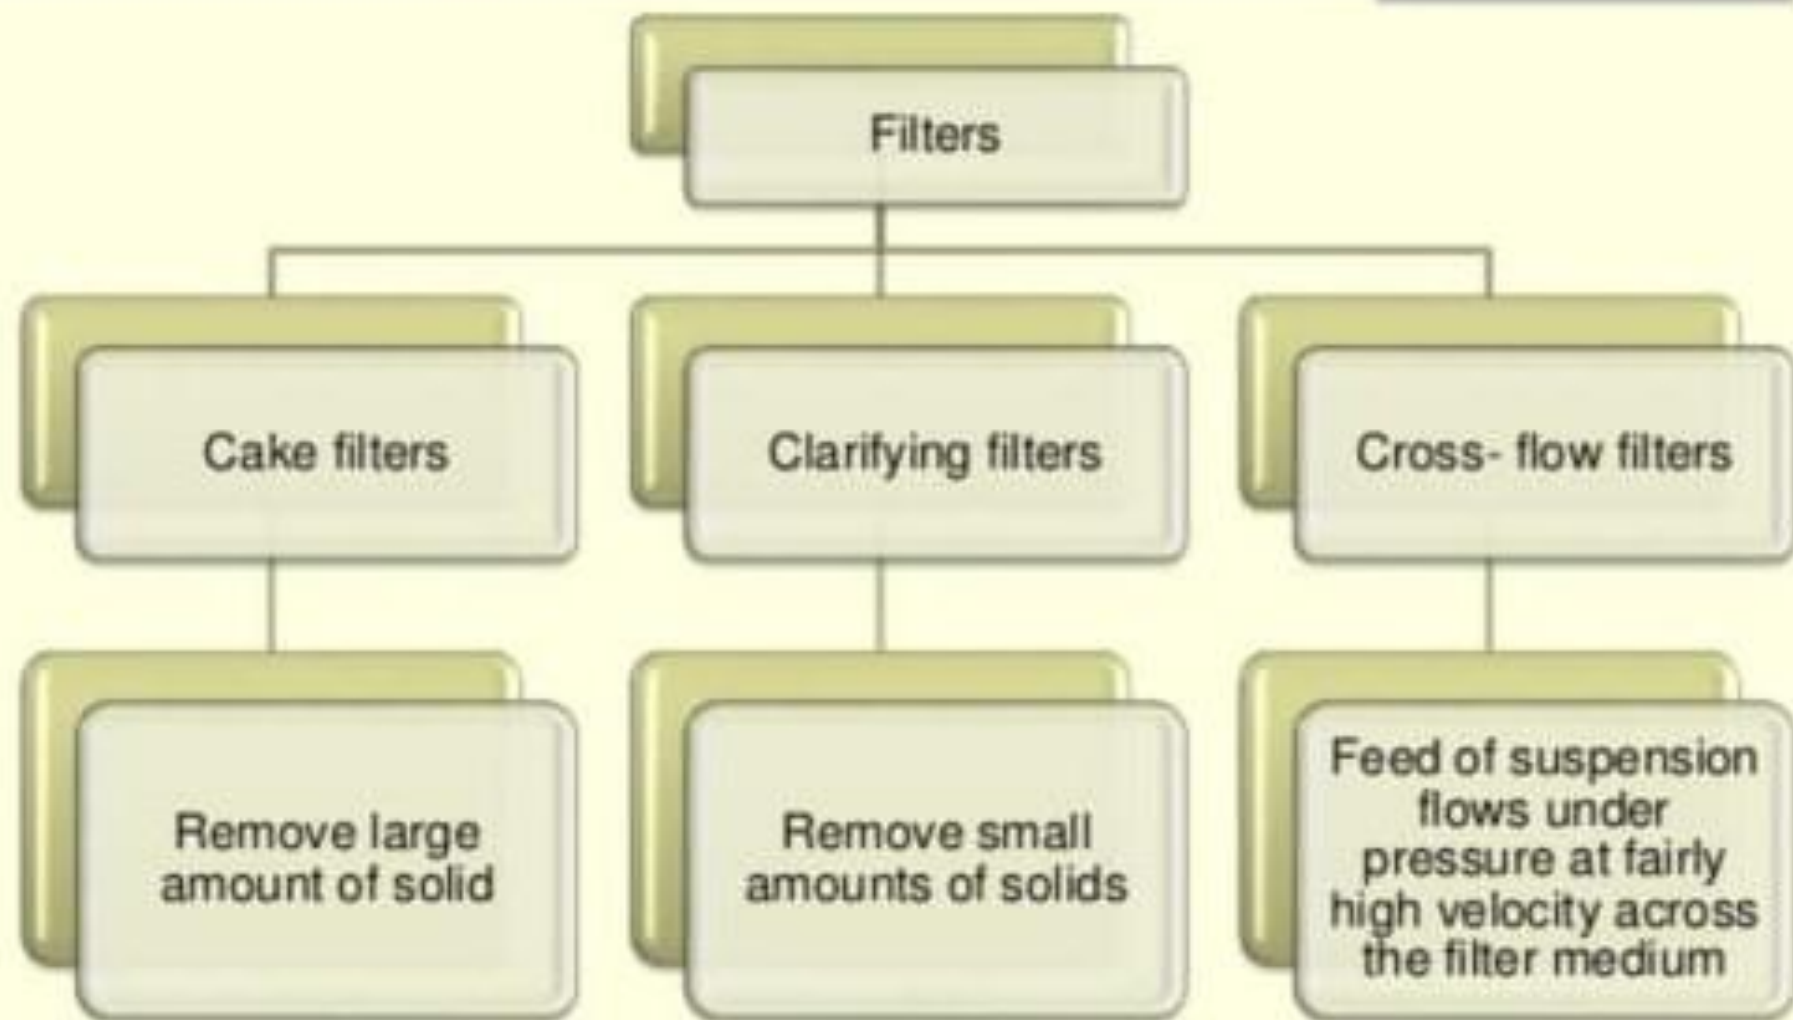 Filters
Cake filters
Clarifying filters
Cross- flow filters
Remove large
amount of solid
Remove small
amounts of solids
Feed of suspension
flows under
pressure at fairly
high velocity across
the filter medium